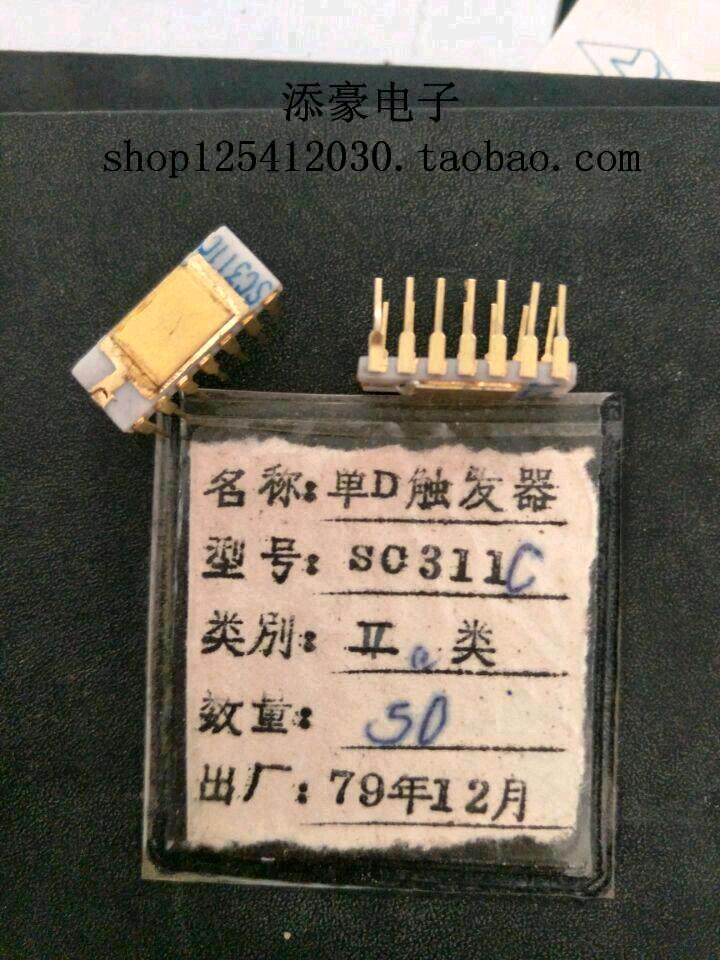 添豪电子
shop125412030.taobao.com
SC311C
名称:单D触发器
型号:SC311C
类别:Ⅱa类
数量:50
出厂:79年12月